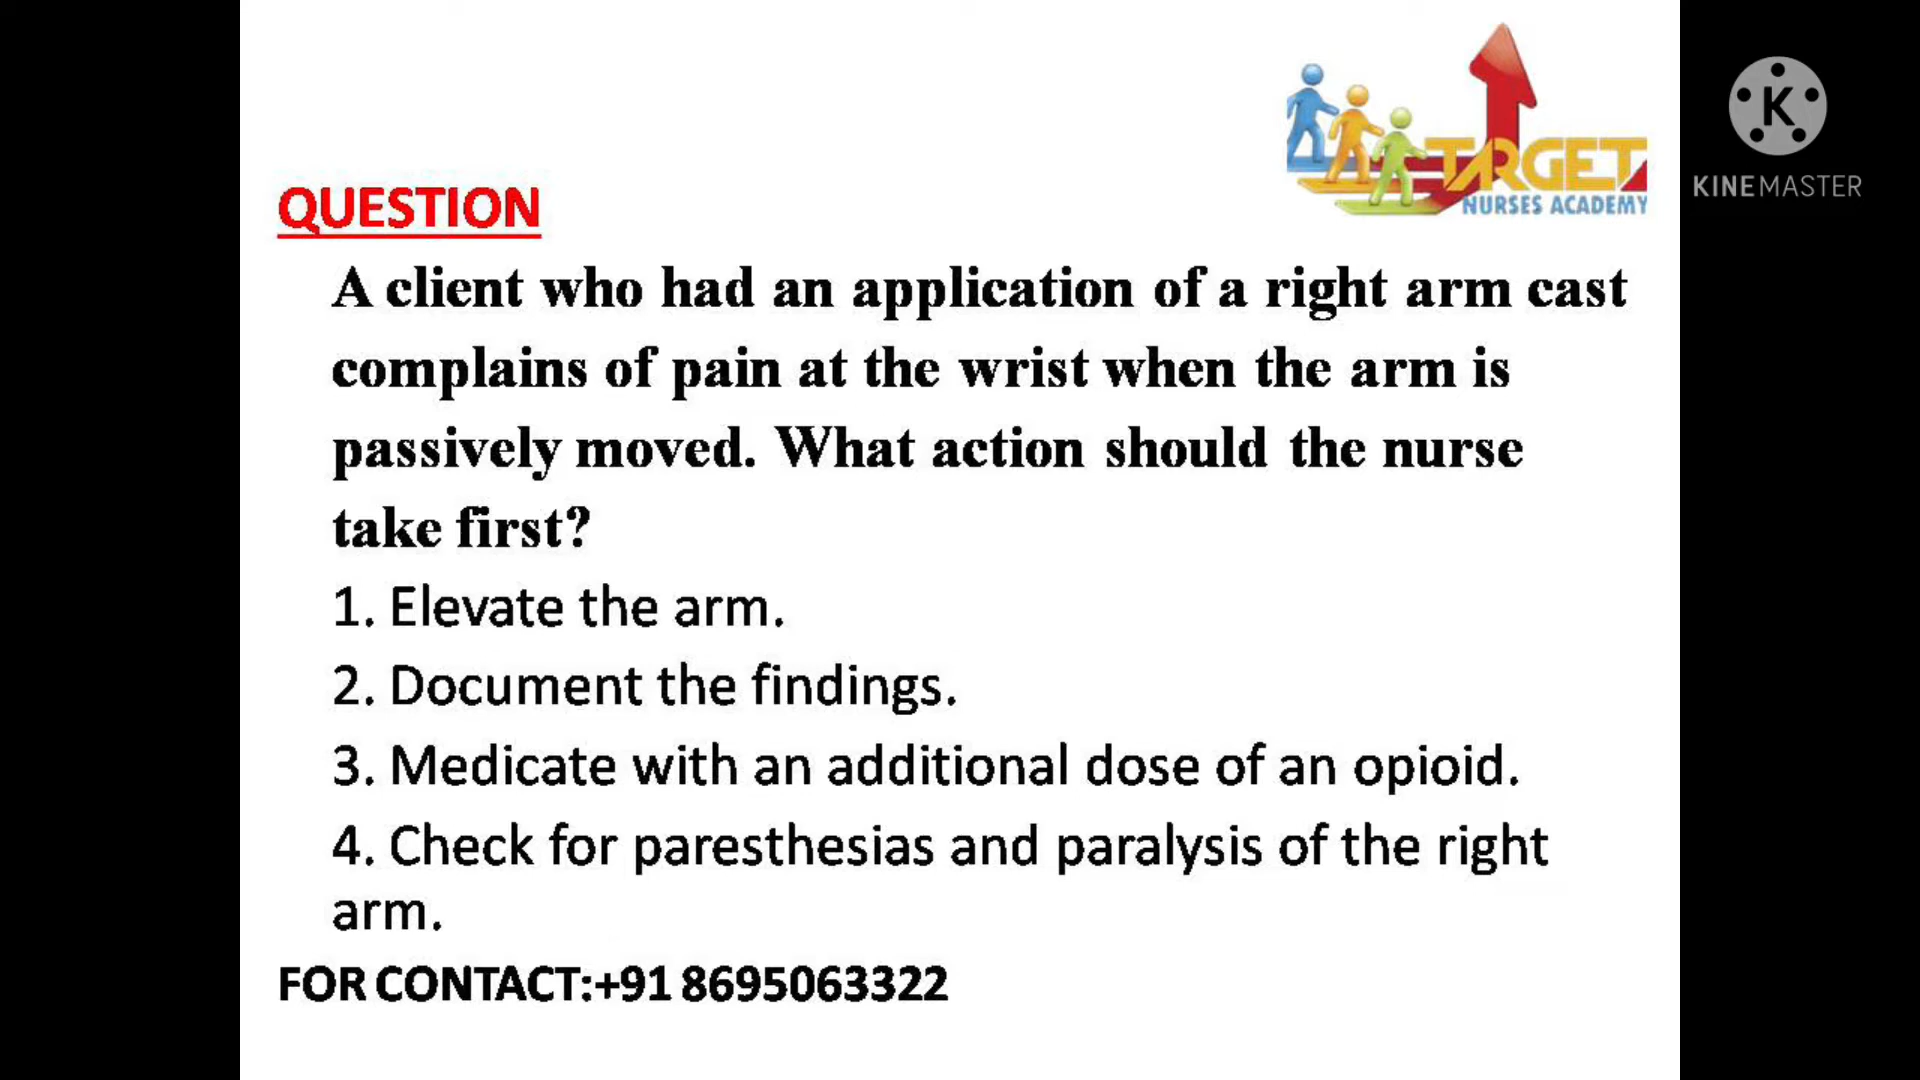 TARGET
NURSES ACADEMY
K
KINEMASTER
QUESTION
A client who had an application of a right arm cast
complains of pain at the wrist when the arm is
passively moved. What action should the nurse
take first?
1. Elevate the arm.
2. Document the findings.
3. Medicate with an additional dose of an opioid.
4. Check for paresthesias and paralysis of the right
arm.
FOR CONTACT:+91 8695063322